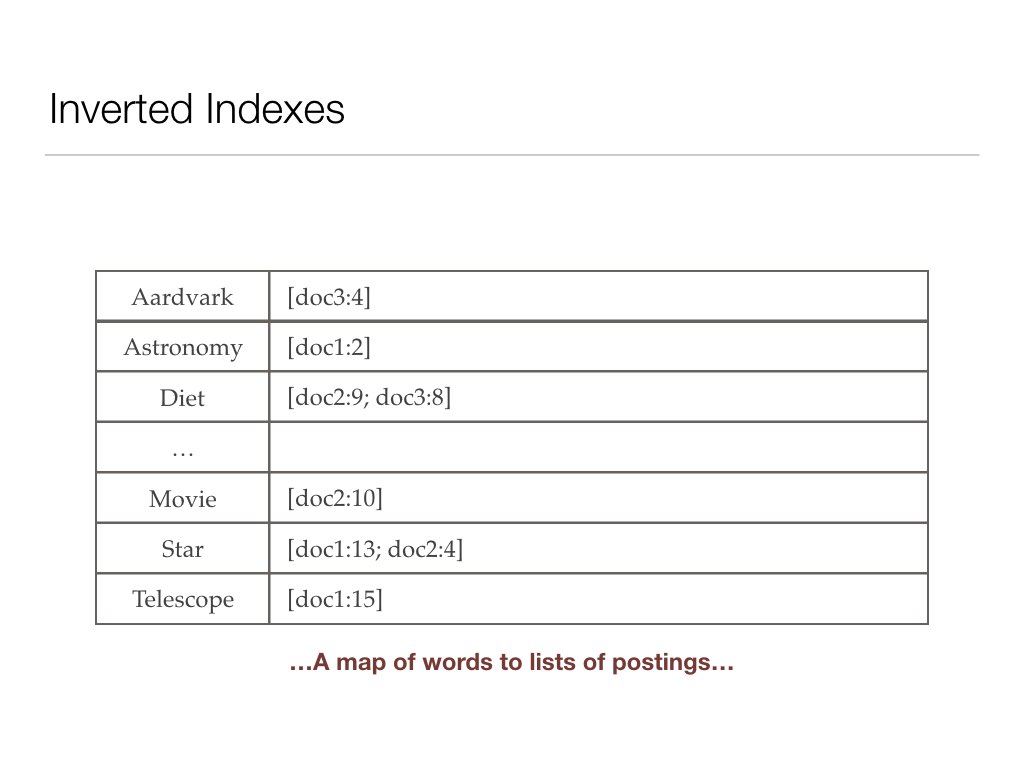 Inverted Indexes
Aardvark [doc3:4]
Astronomy [doc1:2]
Diet [doc2:9; doc3:8]
…
Movie [doc2:10]
Star [doc1:13; doc2:4]
Telescope [doc1:15]
…A map of words to lists of postings…